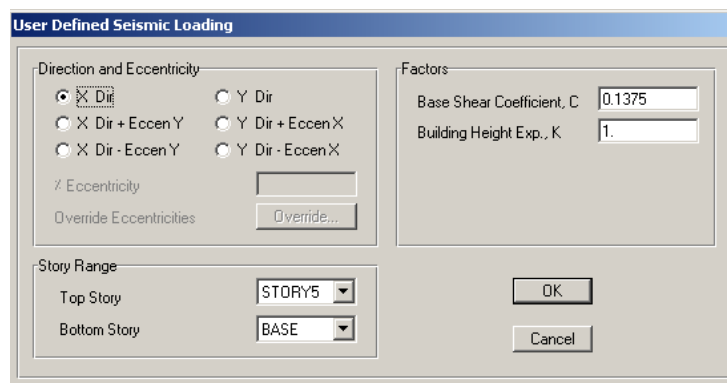 User Defined Seismic Loading
Direction and Eccentricity
X Dir
Y Dir
X Dir + Eccen Y
Y Dir + Eccen X
X Dir - Eccen Y
Y Dir - Eccen X
% Eccentricity
Override Eccentricities
Override...
Factors
Base Shear Coefficient, C
0.1375
Building Height Exp., K
1.
Story Range
Top Story
STORY5
Bottom Story
BASE
OK
Cancel